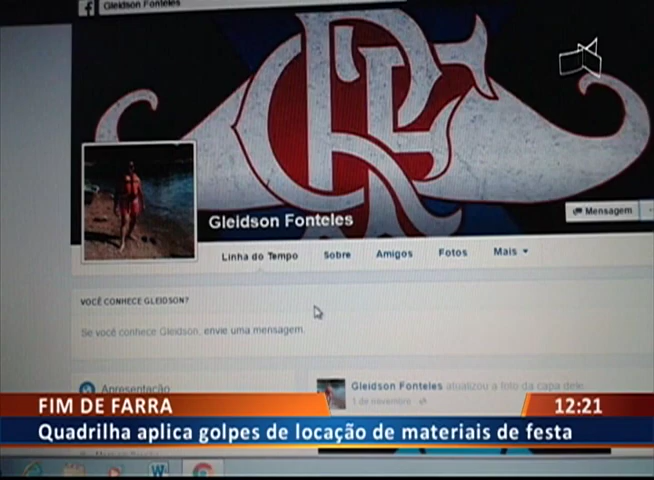 Gleidson Fonteles
Gleidson Fonteles
Mensagem
Linha do Tempo Sobre Amigos Fotos Mais
VOCÊ CONHECE GLEIDSON?
Se você conhece Gleidson, envie uma mensagem.
Apresentação
Gleidson Fonteles atualizou a foto da capa dele
1 de novembro
FIM DE FARRA
12:21
Quadrilha aplica golpes de locação de materiais de festa